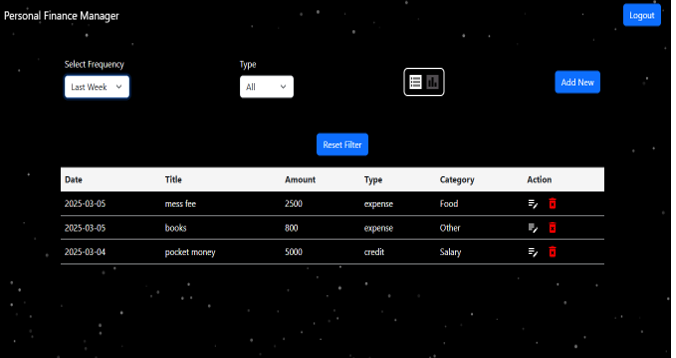 Personal Finance Manager Logout
Select Frequency Type
Last Week All Add New
Reset Filter
Date Title Amount Type Category Action
2025-03-05 mess fee 2500 expense Food
2025-03-05 books 800 expense Other
2025-03-04 pocket money 5000 credit Salary